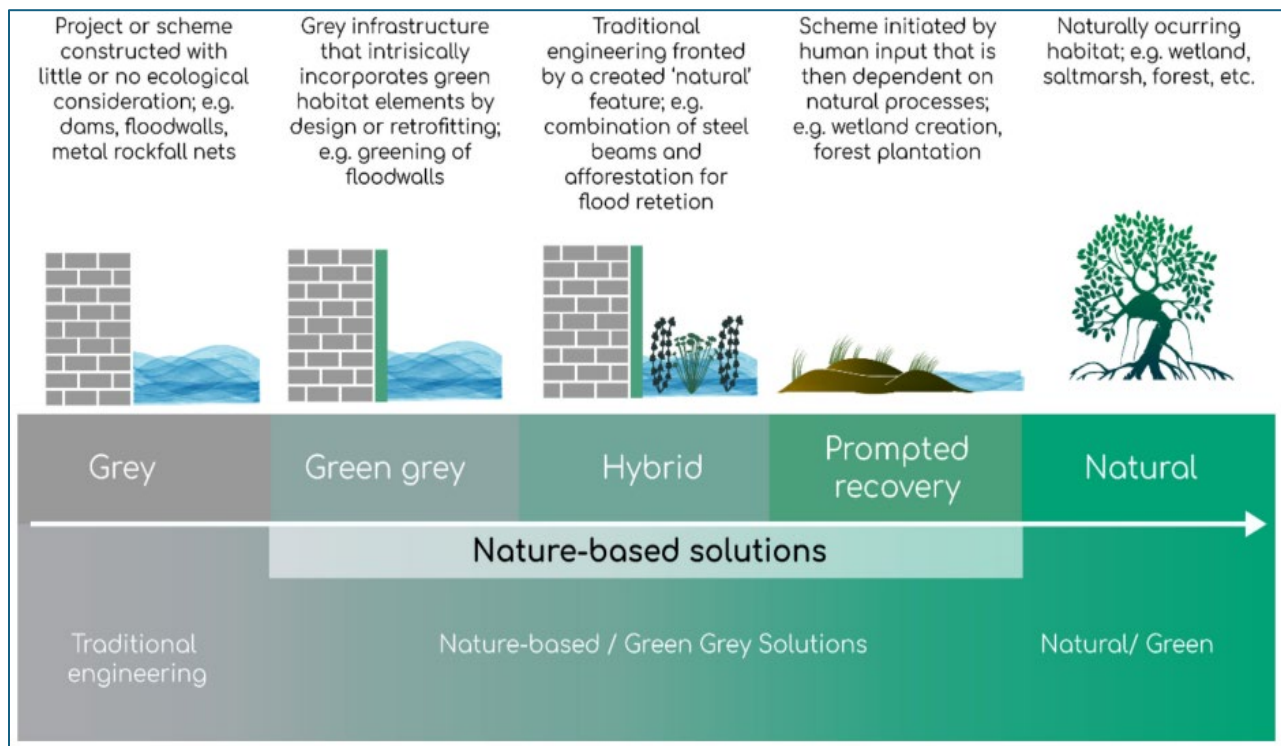 Project or scheme
constructed with
little or no ecological
consideration; e.g.
dams, floodwalls,
metal rockfall nets
Grey infrastructure
that intrisically
incorporates green
habitat elements by
design or retrofitting;
e.g. greening of
floodwalls
Traditional
engineering fronted
by a created ‘natural’
feature; e.g.
combination of steel
beams and
afforestation for
flood retetion
Scheme initiated by
human input that is
then dependent on
natural processes;
e.g. wetland creation,
forest plantation
Naturally ocurring
habitat; e.g. wetland,
saltmarsh, forest, etc.
Grey
Green grey
Hybrid
Prompted
recovery
Natural
Nature-based solutions
Traditional
engineering
Nature-based / Green Grey Solutions
Natural/ Green